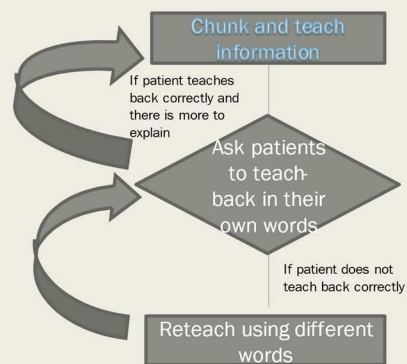 Chunk and teach
information
If patient teaches
back correctly and
there is more to
explain
Ask patients
to teach-
back in their
own words
If patient does not
teach back correctly
Reteach using different
words